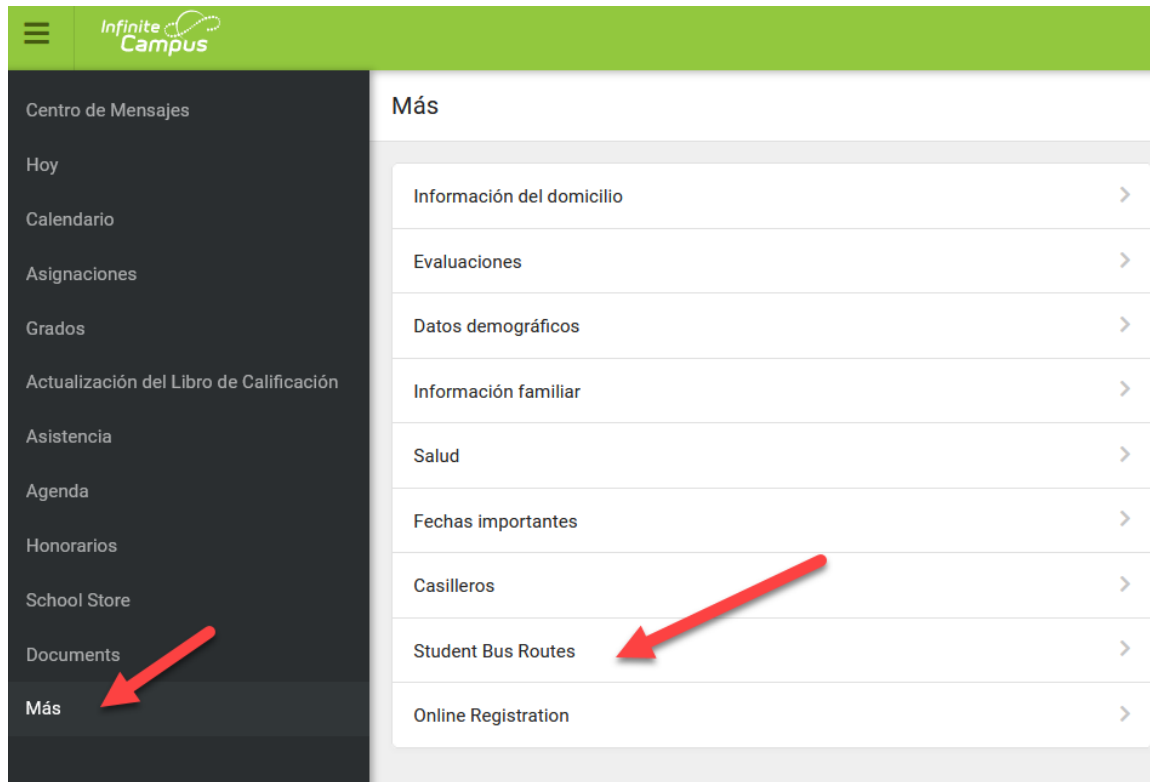 Infinite
Campus
Centro de Mensajes
Hoy
Calendario
Asignaciones
Grados
Actualización del Libro de Calificación
Asistencia
Agenda
Honorarios
School Store
Documents
Más
Más
Información del domicilio
Evaluaciones
Datos demográficos
Información familiar
Salud
Fechas importantes
Casilleros
Student Bus Routes
Online Registration